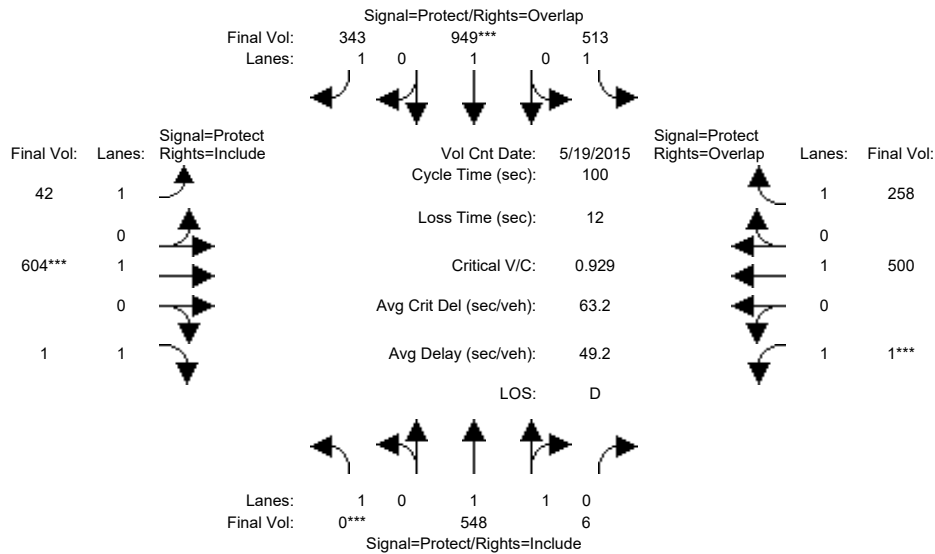 Signal=Protect/Rights=Overlap
Final Vol: 343 949*** 513
Lanes: 1 0 1 0 1
Signal=Protect
Final Vol: Lanes: Rights=Include
Vol Cnt Date: 5/19/2015
Signal=Protect
Rights=Overlap Lanes: Final Vol:
Cycle Time (sec): 100
42 1
1 258
Loss Time (sec): 12
0
0
604*** 1
Critical V/C: 0.929
1 500
0
Avg Crit Del (sec/veh): 63.2
0
1 1
Avg Delay (sec/veh): 49.2
1 1***
LOS: D
Lanes: 1 0 1 1 0
Final Vol: 0*** 548 6
Signal=Protect/Rights=Include